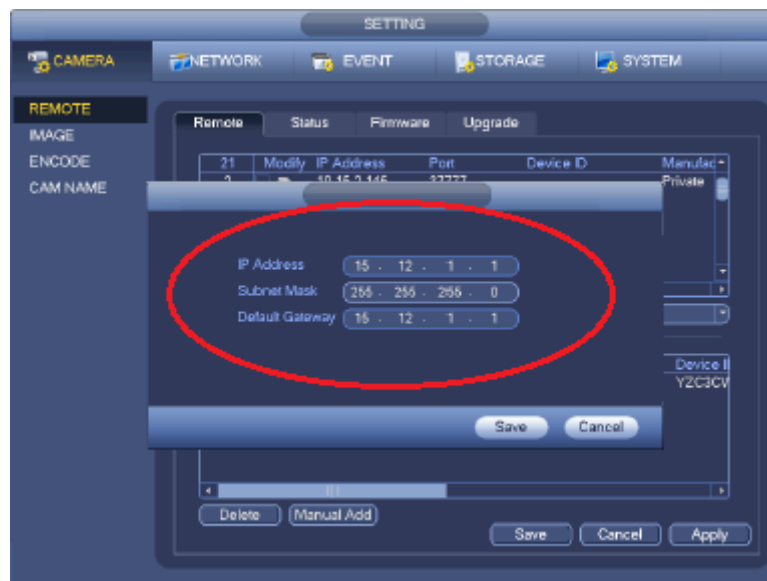 SETTING
CAMERA NETWORK EVENT STORAGE SYSTEM
REMOTE
IMAGE
ENCODE
CAM NAME
Remote Status Firmware Upgrade
21 Modify IP Address Port Device ID Manufac
Private
IP Address 15 . 12 . 1 . 1
Subnet Mask 255 . 255 . 255 . 0
Default Gateway 15 . 12 . 1 . 1
Device I
YZC3CV
Save Cancel
Delete Manual Add
Save Cancel Apply